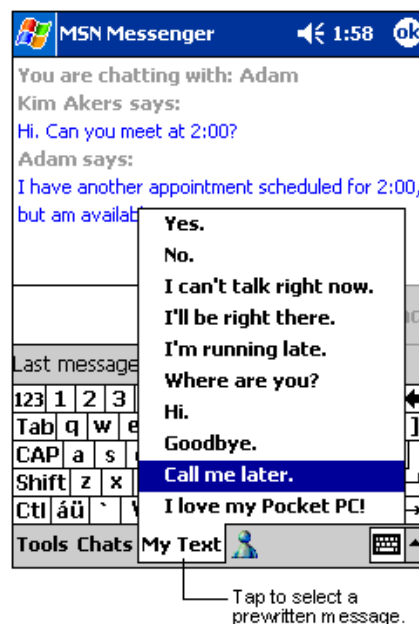 MSN Messenger 1:58 ok
You are chatting with: Adam
Kim Akers says:
Hi. Can you meet at 2:00?
Adam says:
I have another appointment scheduled for 2:00,
but am
Yes.
No.
I can't talk right now.
I'll be right there.
I'm running late.
Where are you?
Hi.
Goodbye.
Call me later.
I love my Pocket PC!
Last message
123 1 2 3
Tab q w e ]
CAP a s
Shift z x
Ctl áü `
Tools Chats My Text
Tap to select a
prewritten message.